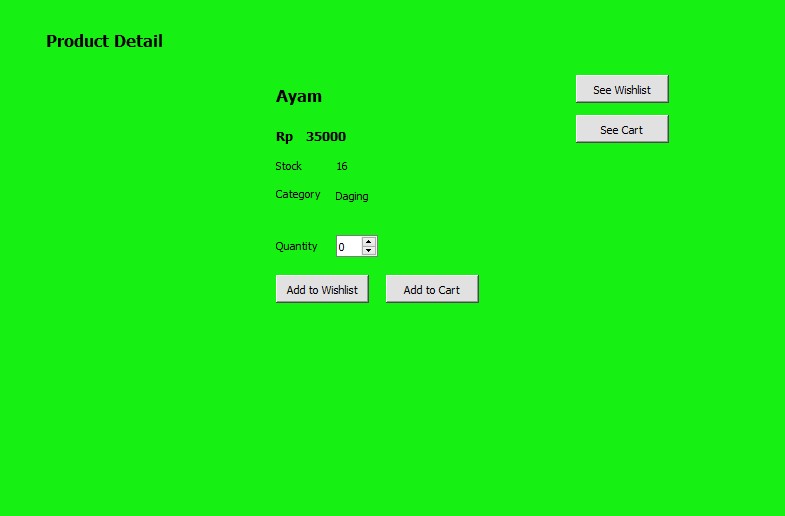 Product Detail
Ayam
See Wishlist
See Cart
Rp 35000
Stock 16
Category Daging
Quantity 0
Add to Wishlist Add to Cart